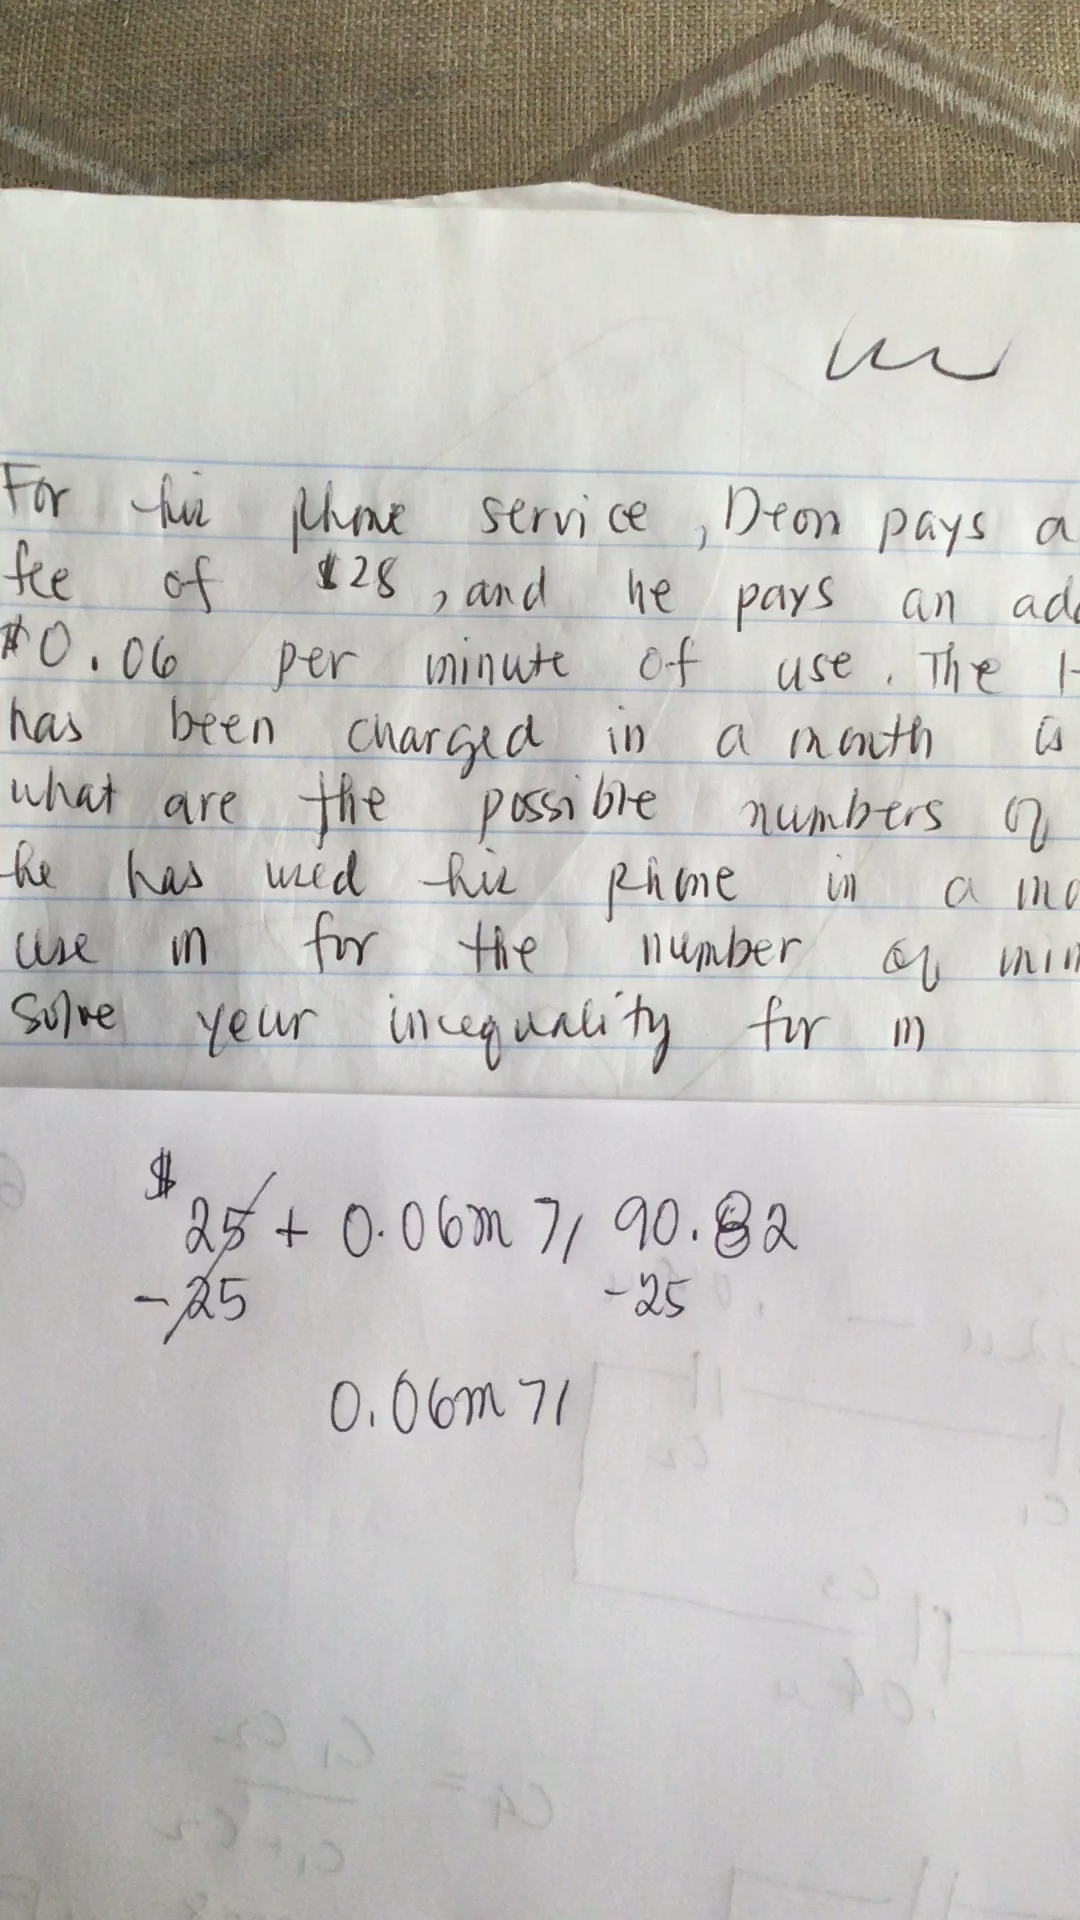 For his phone service, Deon pays a
fee of $28, and he pays an add
$0.06 per minute of use. The l
has been charged in a month is
what are the possible numbers of
he has used his phone in a mo
use m for the number of min
solve your inequality for m
$
25 + 0.06m ⩾ 90.82
-25 -25
0.06m ⩾